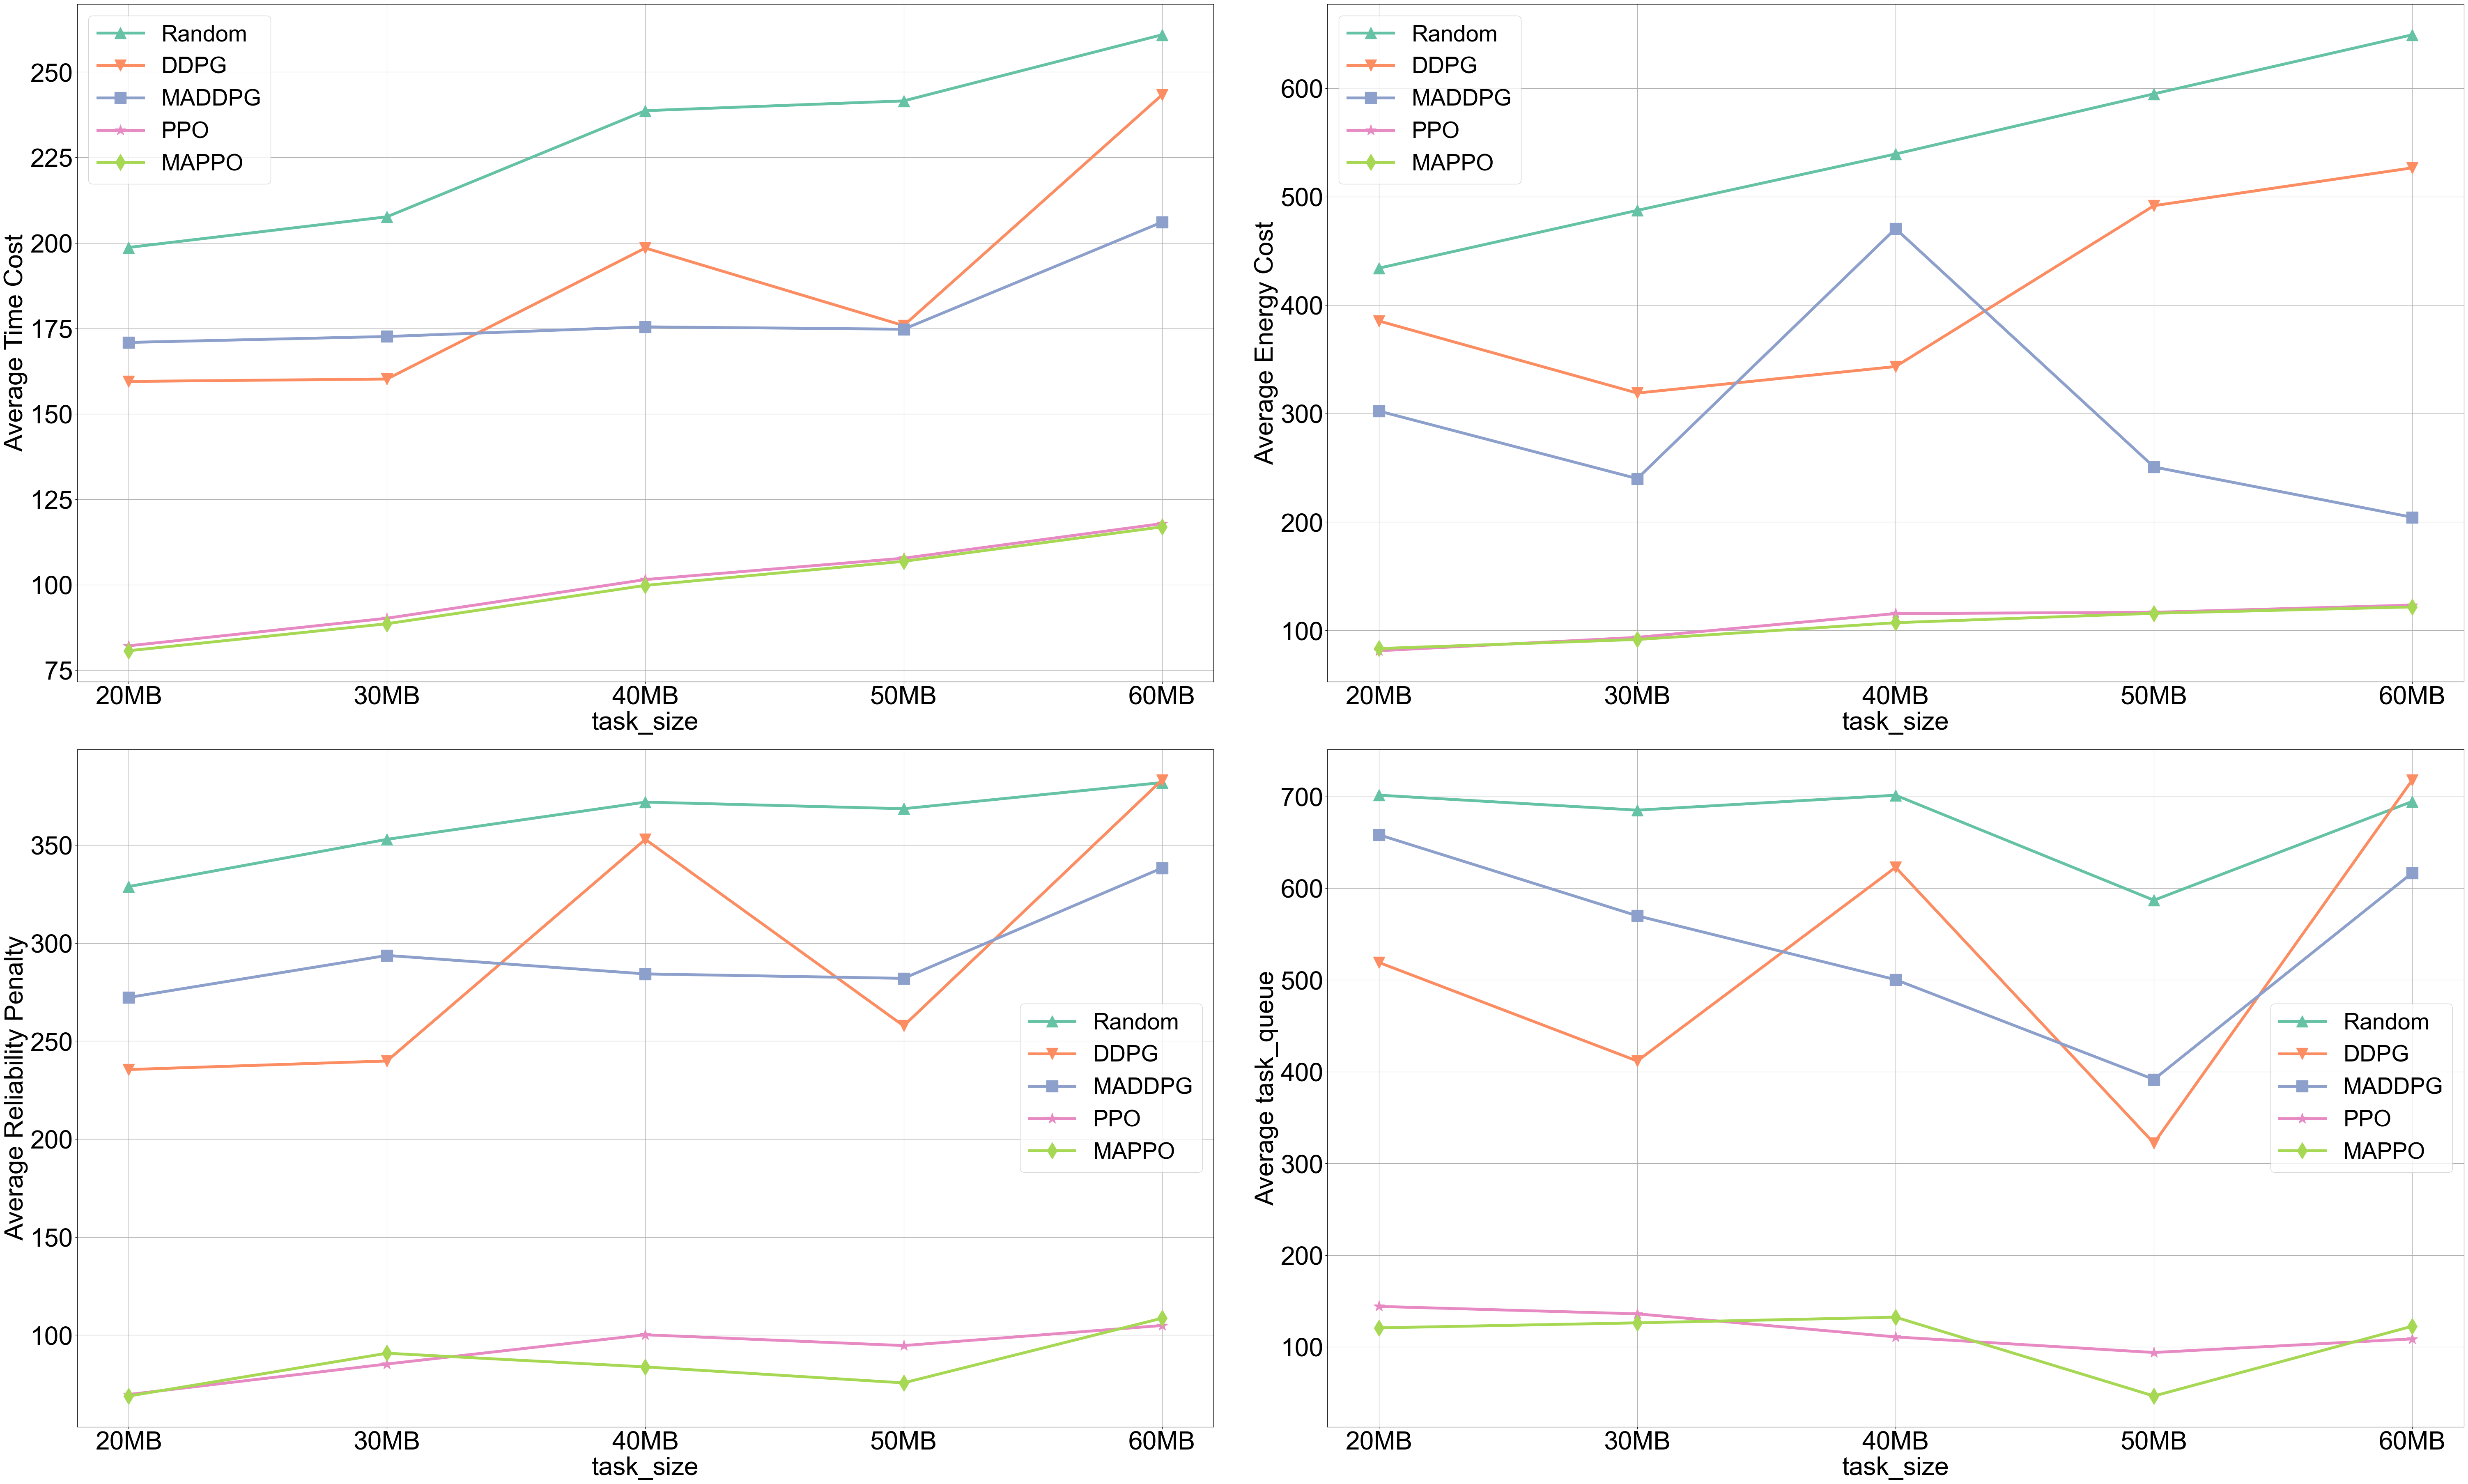 Average Time Cost
250
225
200
175
150
125
100
75
Random
DDPG
MADDPG
PPO
MAPPO
20MB 30MB 40MB 50MB 60MB
task_size
Average Energy Cost
600
500
400
300
200
100
Random
DDPG
MADDPG
PPO
MAPPO
20MB 30MB 40MB 50MB 60MB
task_size
Average Reliability Penalty
350
300
250
200
150
100
Random
DDPG
MADDPG
PPO
MAPPO
20MB 30MB 40MB 50MB 60MB
task_size
Average task_queue
700
600
500
400
300
200
100
Random
DDPG
MADDPG
PPO
MAPPO
20MB 30MB 40MB 50MB 60MB
task_size